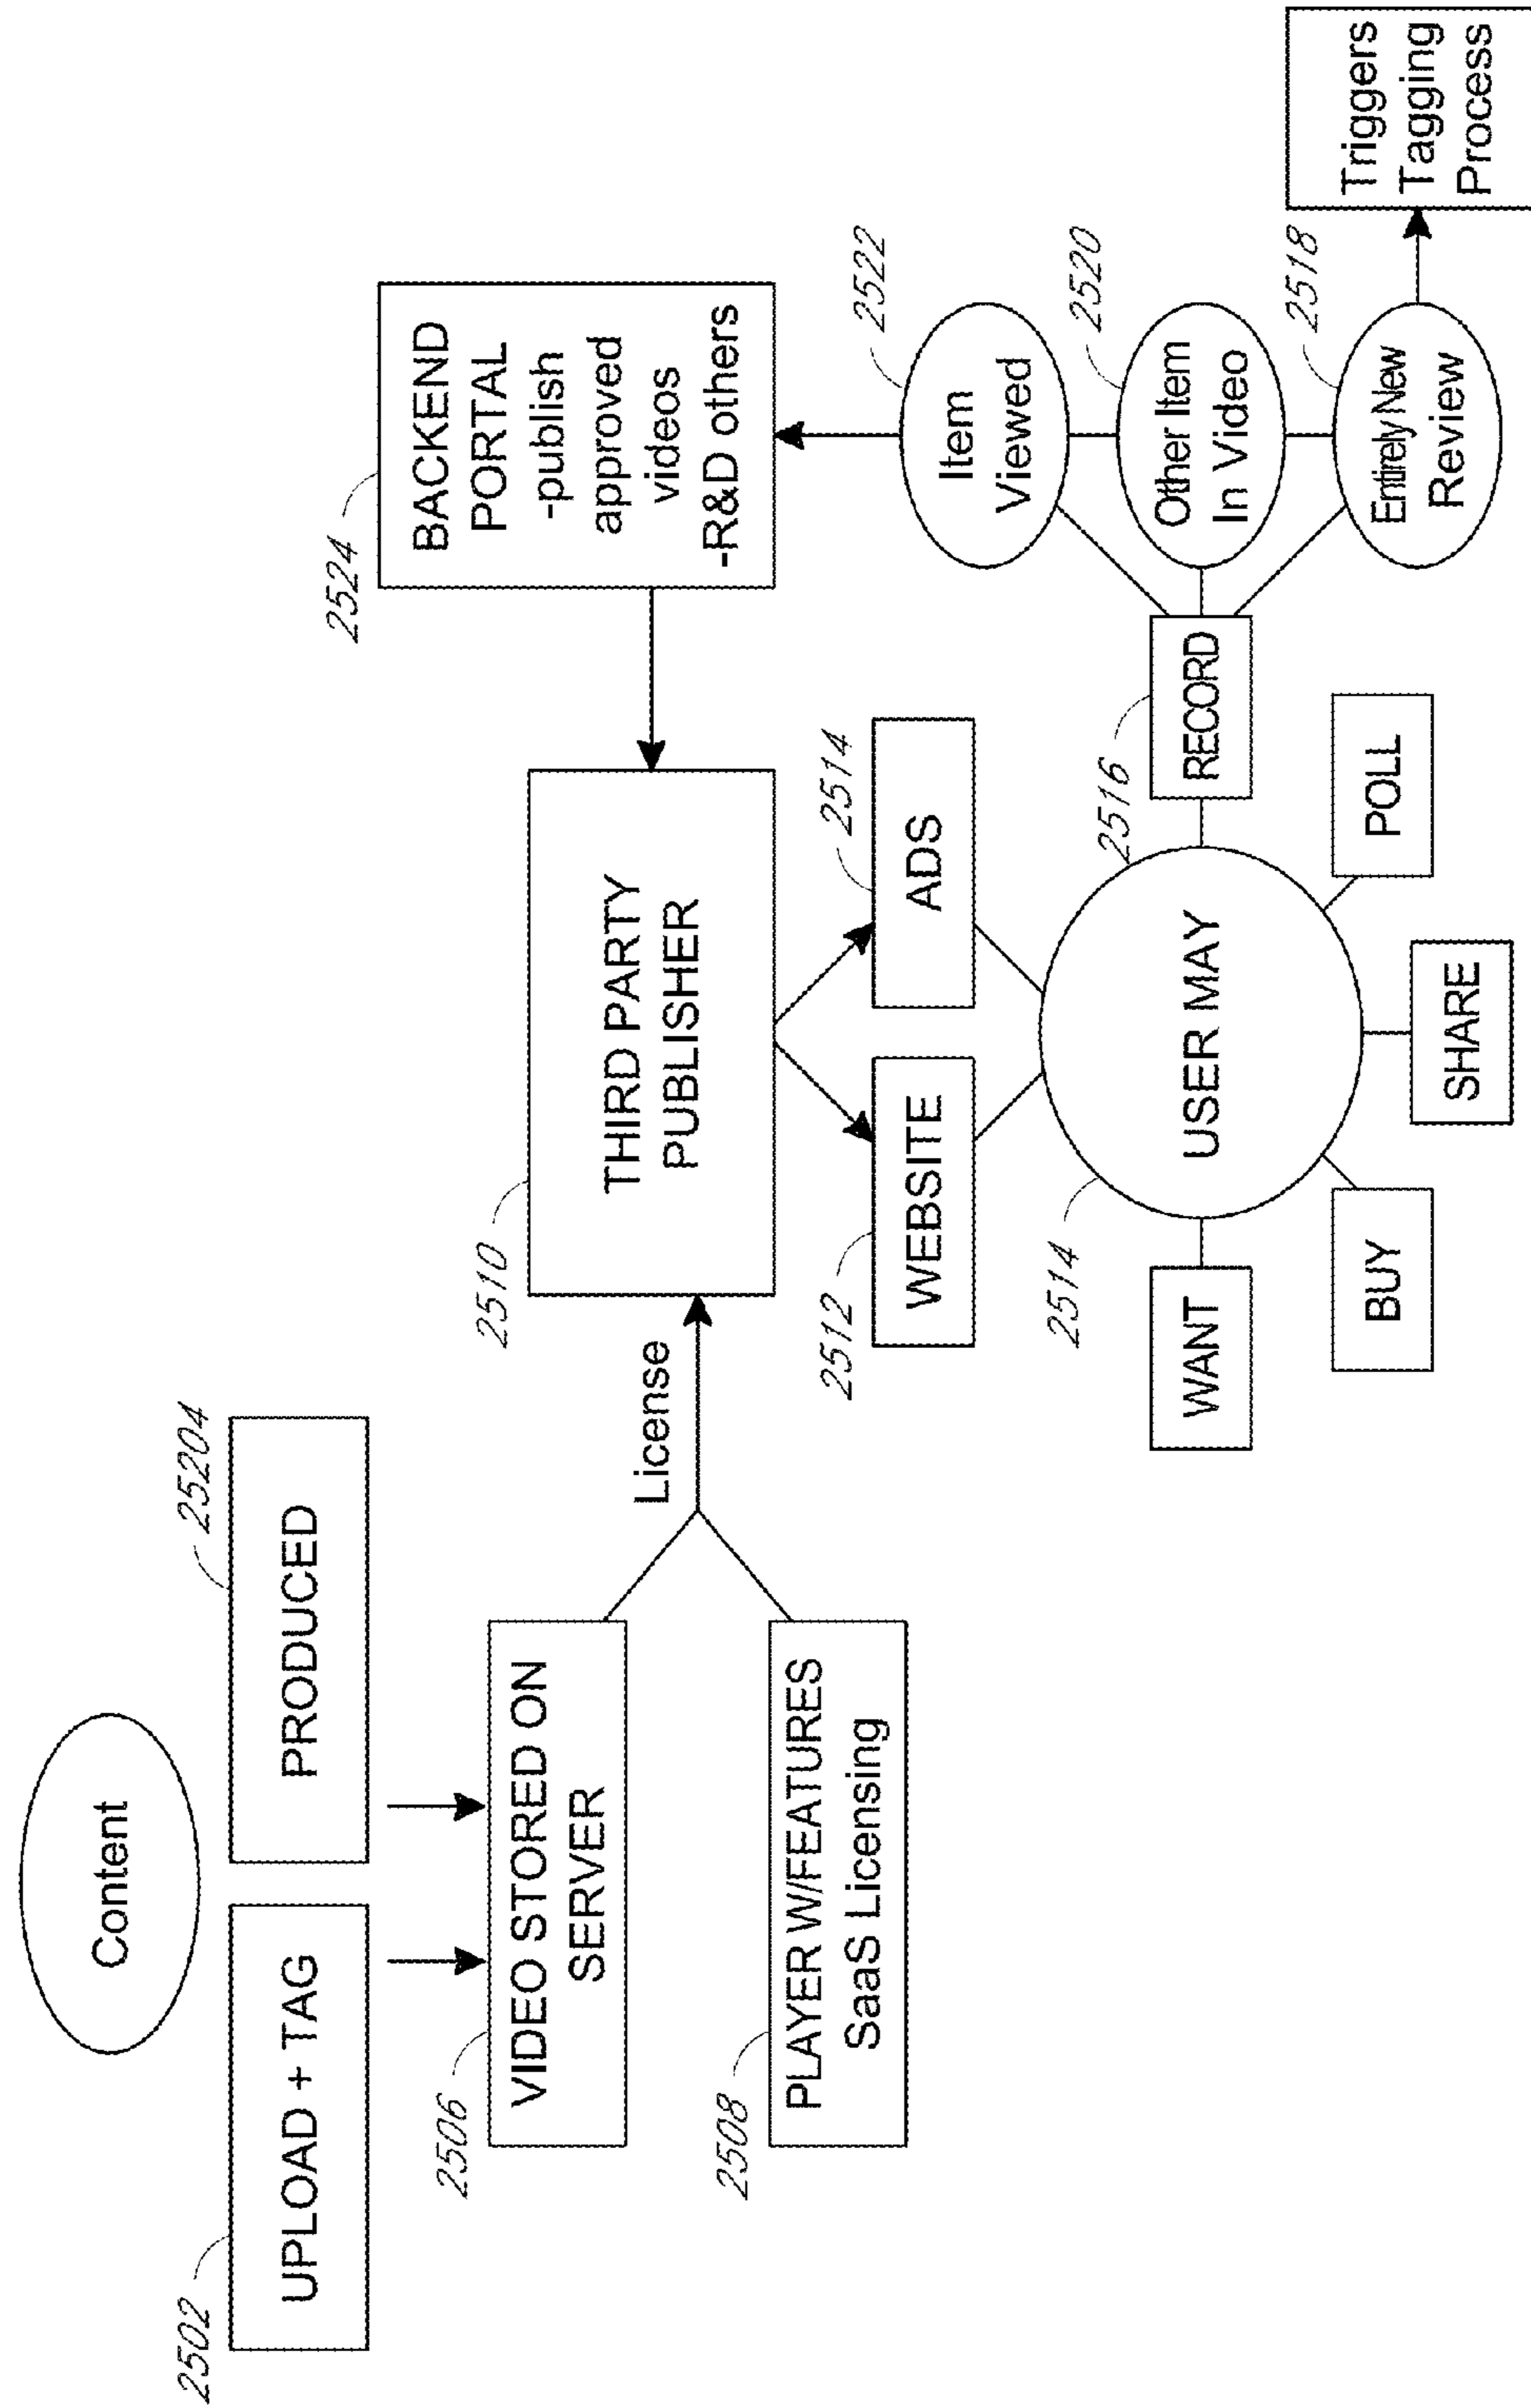 Content
2502
UPLOAD + TAG
25204
PRODUCED
2506
VIDEO STORED ON
SERVER
2508
PLAYER W/FEATURES
SaaS Licensing
License
2510
THIRD PARTY
PUBLISHER
2524
BACKEND
PORTAL
-publish
approved
videos
-R&D others
2512
WEBSITE
2514
ADS
2514
USER MAY
WANT
BUY
SHARE
POLL
2516
RECORD
2522
Item
Viewed
2520
Other Item
In Video
2518
Entirely New
Review
Triggers
Tagging
Process